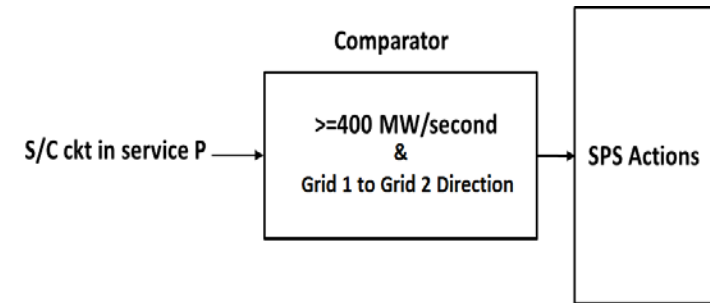 Comparator
S/C ckt in service P
>=400 MW/second
&
Grid 1 to Grid 2 Direction
SPS Actions